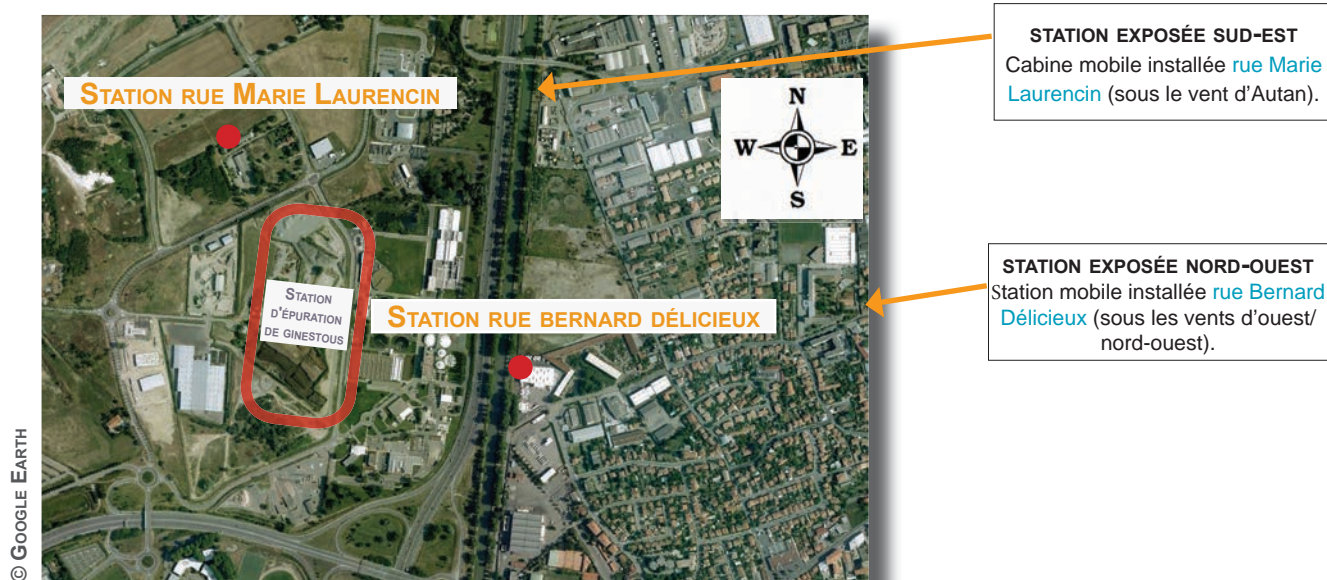 STATION RUE MARIE LAURENCIN
N
W E
S
STATION
D'ÉPURATION
DE GINESTOUS
STATION RUE BERNARD DÉLICIEUX
© GOOGLE EARTH
STATION EXPOSÉE SUD-EST
Cabine mobile installée rue Marie
Laurencin (sous le vent d'Autan).
STATION EXPOSÉE NORD-OUEST
Station mobile installée rue Bernard
Délicieux (sous les vents d'ouest/
nord-ouest).